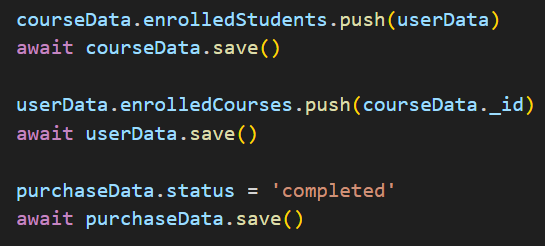 courseData.enrolledStudents.push(userData)
await courseData.save()
userData.enrolledCourses.push(courseData._id)
await userData.save()
purchaseData.status = 'completed'
await purchaseData.save()